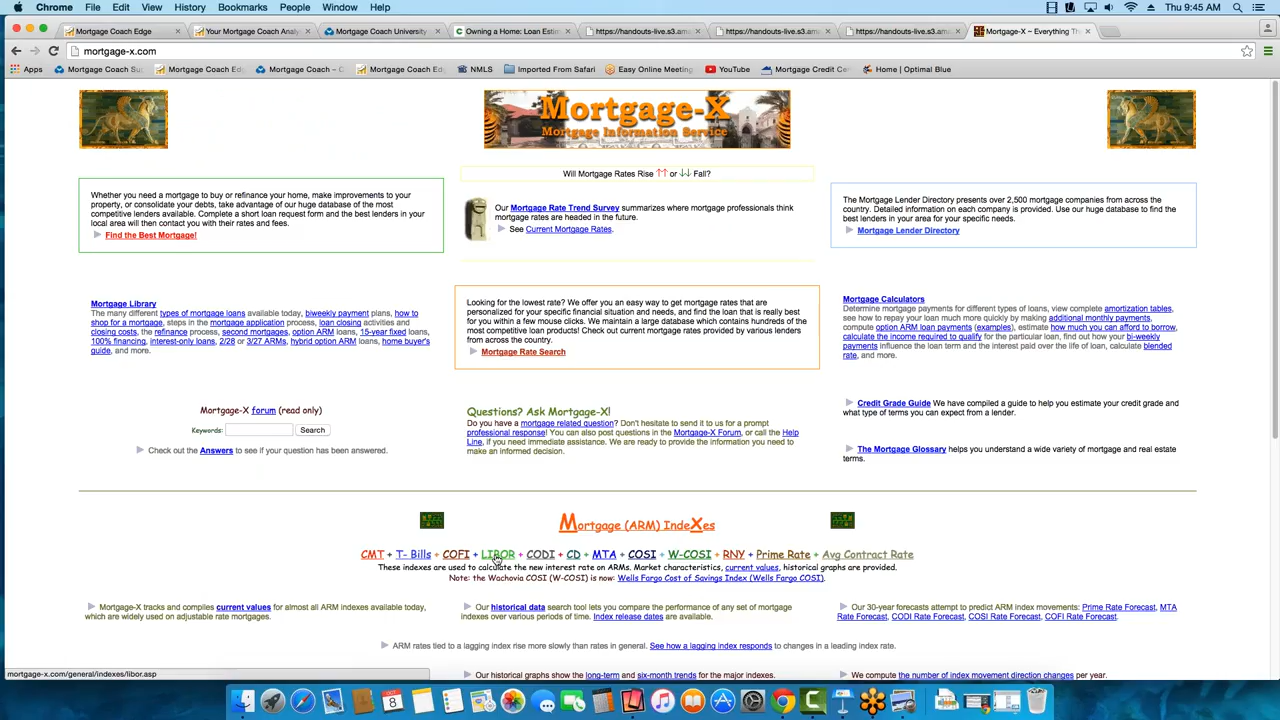 Chrome File Edit View History Bookmarks People Window Help Thu 9:45 AM
Mortgage Coach Edge Your Mortgage Coach Analy Mortgage Coach University Owning a Home: Loan Estim https://handouts-live.s3.ama https://handouts-live.s3.ama https://handouts-live.s3.ama Mortgage-X ~ Everything Th
mortgage-x.com
Apps Mortgage Coach Su Mortgage Coach Ed Mortgage Coach – D Mortgage Coach Ed NMLS Imported From Safari Easy Online Meeting YouTube Mortgage Credit Cer Home | Optimal Blue
Mortgage-X
Mortgage Information Service
Will Mortgage Rates Rise ↑↑ or ↓↓ Fall?
Whether you need a mortgage to buy or refinance your home, make improvements to your
property, or consolidate your debts, take advantage of our huge database of the most
competitive lenders available. Complete a short loan request form and the best lenders in
your local area will then contact you with their rates and fees.
Find the Best Mortgage!
Our Mortgage Rate Trend Survey summarizes where mortgage professionals think
mortgage rates are headed in the future.
See Current Mortgage Rates.
The Mortgage Lender Directory presents over 2,500 mortgage companies from across the
country. Detailed information on each company is provided. Use our huge database to find the
best lenders in your area for your specific needs.
Mortgage Lender Directory
Mortgage Library
The many different types of mortgage loans available today, biweekly payment plans, how to
shop for a mortgage, steps in the mortgage application process, loan closing activities and
closing costs, the refinance process, second mortgages, option ARM loans, 15-year fixed loans,
100% financing, interest-only loans, 2/28 or 3/27 ARMs, hybrid option ARM loans, home buyer's
guide, and more.
Looking for the lowest rate? We offer you an easy way to get mortgage rates that are
personalized for your specific financial situation and needs, and find the loan that is really best
for you within a few mouse clicks. We maintain a large database which contains hundreds of
the most competitive loan products! Check out current mortgage rates provided by various lenders
from across the country.
Mortgage Rate Search
Mortgage Calculators
Determine mortgage payments for different types of loans, view complete amortization tables,
see how to repay your loan much more quickly by making additional monthly payments,
compute option ARM loan payments (examples), estimate how much you can afford to borrow,
calculate the income required to qualify for the particular loan, find out how your bi-weekly
payments influence the loan term and the interest paid over the life of loan, calculate blended
rate, and more.
Mortgage-X forum (read only)
Keywords: Search
Check out the Answers to see if your question has been answered.
Questions? Ask Mortgage-X!
Do you have a mortgage related question? Don't hesitate to send it to us for a prompt
professional response! You can also post questions in the Mortgage-X Forum, or call the Help
Line, if you need immediate assistance. We are ready to provide the information you need to
make an informed decision.
Credit Grade Guide We have compiled a guide to help you estimate your credit grade and
what type of terms you can expect from a lender.
The Mortgage Glossary helps you understand a wide variety of mortgage and real estate
terms.
Mortgage (ARM) IndeXes
CMT + T- Bills + COFI + LIBOR + CODI + CD + MTA + COSI + W-COSI + RNY + Prime Rate + Avg Contract Rate
These indexes are used to calculate the new interest rate on ARMs. Market characteristics, current values, historical graphs are provided.
Note: the Wachovia COSI (W-COSI) is now: Wells Fargo Cost of Savings Index (Wells Fargo COSI).
Mortgage-X tracks and compiles current values for almost all ARM indexes available today,
which are widely used on adjustable rate mortgages.
Our historical data search tool lets you compare the performance of any set of mortgage
indexes over various periods of time. Index release dates are available.
Our 30-year forecasts attempt to predict ARM index movements: Prime Rate Forecast, MTA
Rate Forecast, CODI Rate Forecast, COSI Rate Forecast, COFI Rate Forecast.
ARM rates tied to a lagging index rise more slowly than rates in general. See how a lagging index responds to changes in a leading index rate.
mortgage-x.com/general/indexes/libor.asp
Our historical graphs show the long-term and six-month trends for the major indexes.
We compute the number of index movement direction changes per year.
8